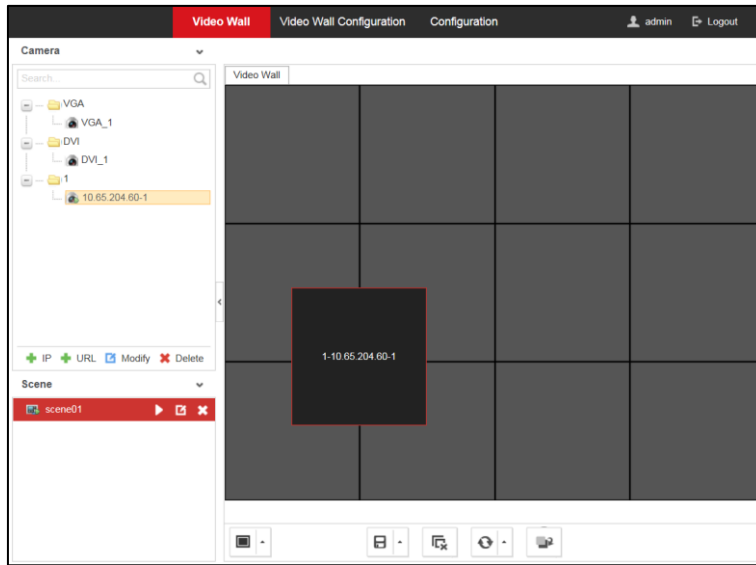 Video Wall Video Wall Configuration Configuration admin Logout
Camera
Search...
Video Wall
VGA
VGA_1
DVI
DVI_1
1
10.65.204.60-1
1-10.65.204.60-1
IP URL Modify Delete
Scene
scene01
2